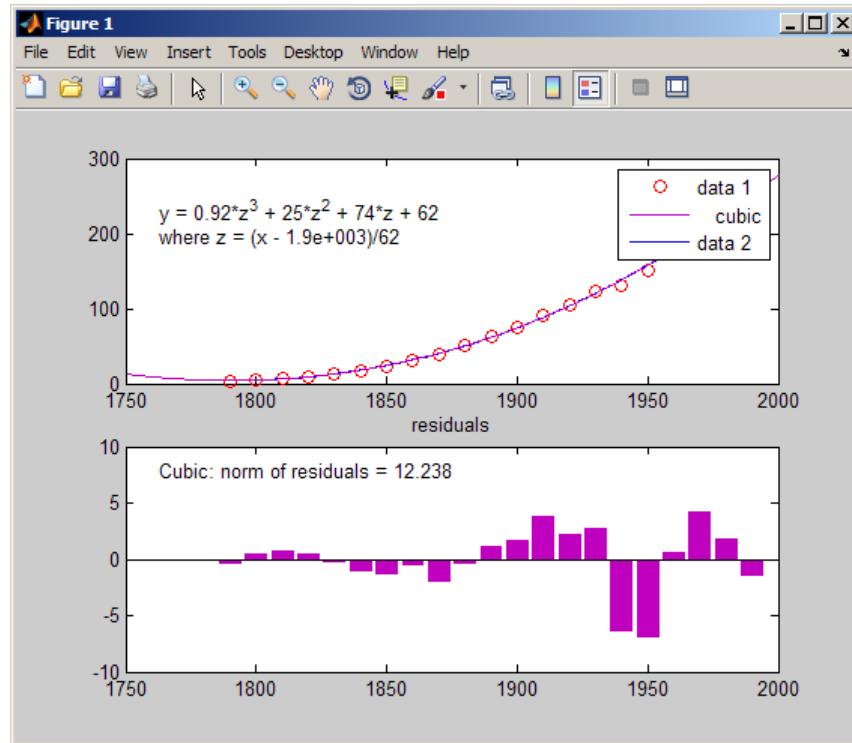 Figure 1
File Edit View Insert Tools Desktop Window Help
300
200
100
0
y = 0.92*z^3 + 25*z^2 + 74*z + 62
where z = (x - 1.9e+003)/62
data 1
cubic
data 2
1750 1800 1850 1900 1950 2000
residuals
10
5
0
-5
-10
Cubic: norm of residuals = 12.238
1750 1800 1850 1900 1950 2000